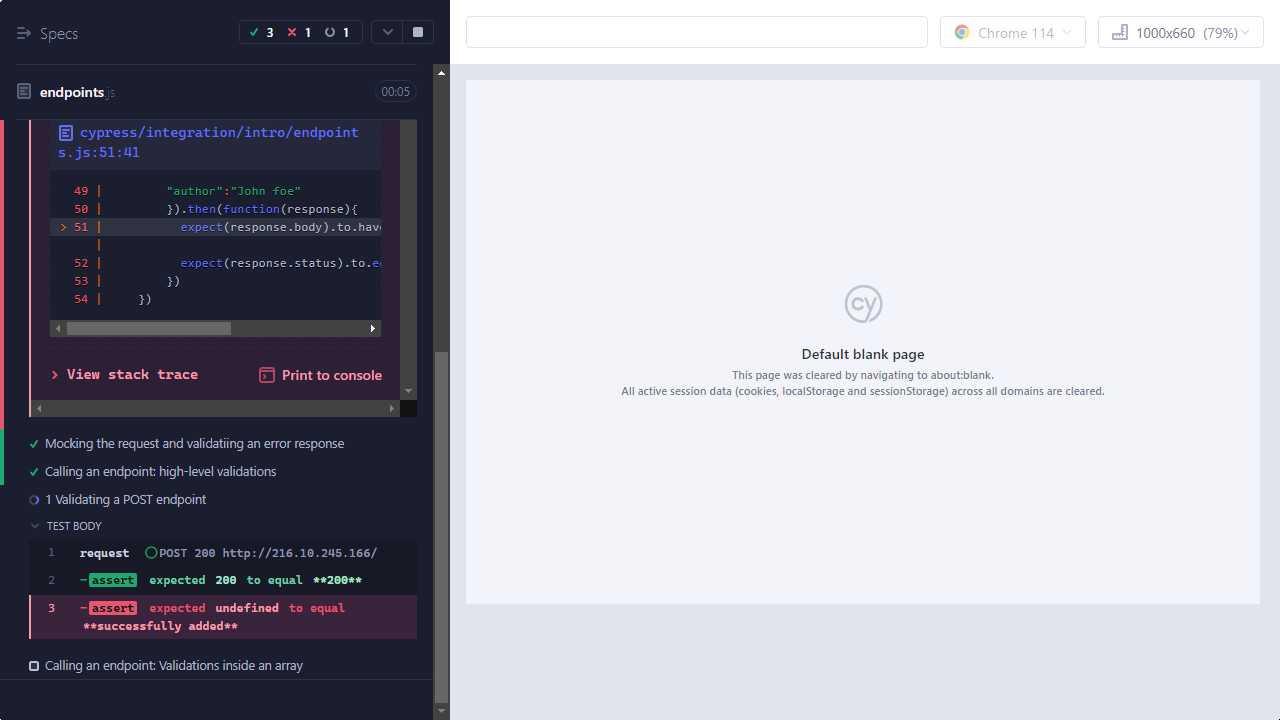 Specs
3 1 1
Chrome 114
1000x660 (79%)
endpoints.js
00:05
cypress/integration/intro/endpoint
s.js:51:41
49 | "author":"John foe"
50 | }).then(function(response){
> 51 | expect(response.body).to.have
|
52 | expect(response.status).to.eq
53 | })
54 | })
View stack trace
Print to console
Mocking the request and validatiing an error response
Calling an endpoint: high-level validations
1 Validating a POST endpoint
TEST BODY
1 request POST 200 http://216.10.245.166/
2 -assert expected 200 to equal **200**
3 -assert expected undefined to equal
**successfully added**
Calling an endpoint: Validations inside an array
cy
Default blank page
This page was cleared by navigating to about:blank.
All active session data (cookies, localStorage and sessionStorage) across all domains are cleared.